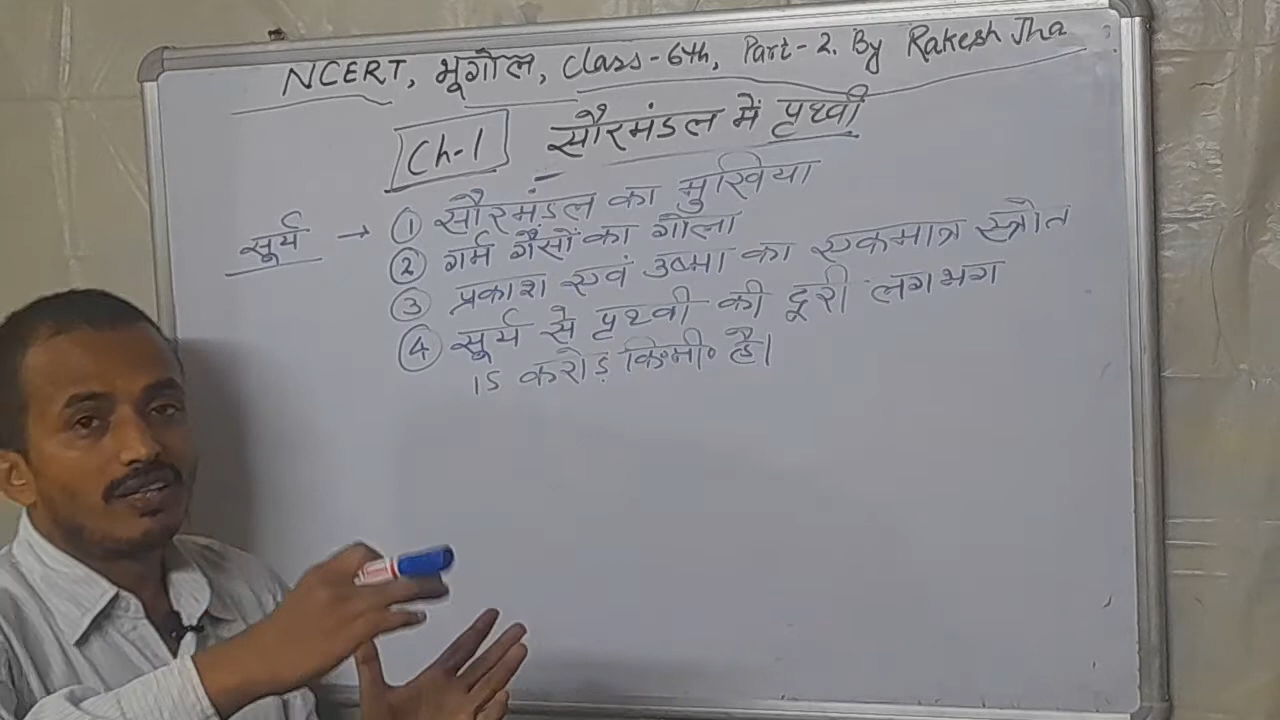 NCERT, भूगोल, Class-6th, Part-2. By Rakesh Jha
Ch-1 सौरमंडल में पृथ्वी
सूर्य → ① सौरमंडल का मुखिया
② गर्म गैसों का गोला
③ प्रकाश एवं उष्मा का एकमात्र स्त्रोत
④ सूर्य से पृथ्वी की दूरी लगभग
15 करोड़ कि॰मी॰ है।